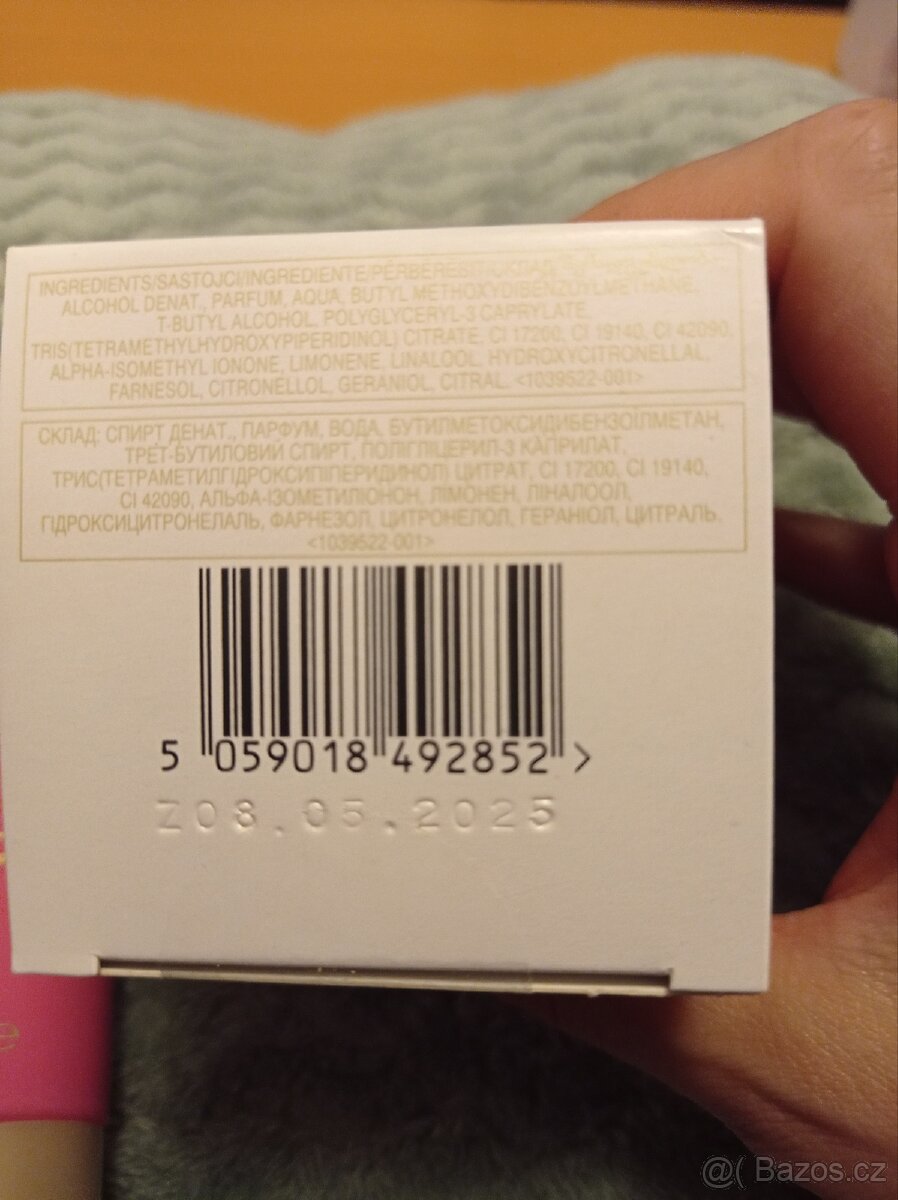 INGREDIENTS/SASTOJCI/INGREDIENTE/PËRBËRËSIT/СКЛАД
ALCOHOL DENAT., PARFUM, AQUA, BUTYL METHOXYDIBENZOYLMETHANE,
T-BUTYL ALCOHOL, POLYGLYCERYL-3 CAPRYLATE,
TRIS(TETRAMETHYLHYDROXYPIPERIDINOL) CITRATE, CI 17200, CI 19140, CI 42090,
ALPHA-ISOMETHYL IONONE, LIMONENE, LINALOOL, HYDROXYCITRONELLAL,
FARNESOL, CITRONELLOL, GERANIOL, CITRAL. <1039522-001>
СКЛАД: СПИРТ ДЕНАТ., ПАРФУМ, ВОДА, БУТИЛМЕТОКСИДИБЕНЗОЇЛМЕТАН,
ТРЕТ-БУТИЛОВИЙ СПИРТ, ПОЛІГЛІЦЕРИЛ-3 КАПРИЛАТ,
ТРИС(ТЕТРАМЕТИЛГІДРОКСИПІПЕРИДИНОЛ) ЦИТРАТ, CI 17200, CI 19140,
CI 42090, АЛЬФА-ІЗОМЕТИЛІОНОН, ЛІМОНЕН, ЛІНАЛООЛ,
ГІДРОКСИЦИТРОНЕЛАЛЬ, ФАРНЕЗОЛ, ЦИТРОНЕЛОЛ, ГЕРАНІОЛ, ЦИТРАЛЬ.
<1039522-001>
5 059018 492852 >
Z08.05.2025
e
@( Bazos.cz